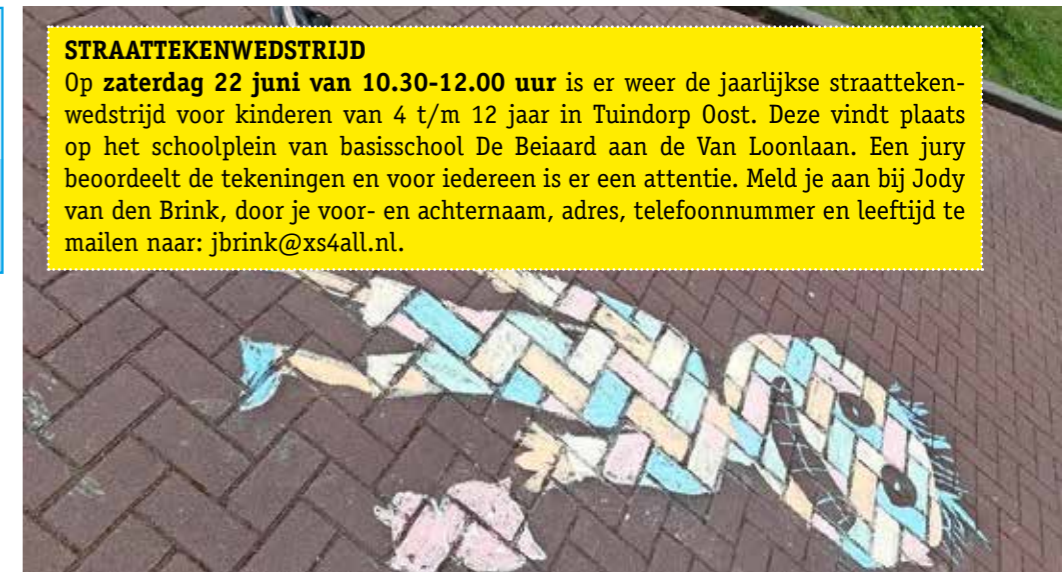 STRAATTEKENWEDSTRIJD
Op zaterdag 22 juni van 10.30-12.00 uur is er weer de jaarlijkse straatteken-
wedstrijd voor kinderen van 4 t/m 12 jaar in Tuindorp Oost. Deze vindt plaats
op het schoolplein van basisschool De Beiaard aan de Van Loonlaan. Een jury
beoordeelt de tekeningen en voor iedereen is er een attentie. Meld je aan bij Jody
van den Brink, door je voor- en achternaam, adres, telefoonnummer en leeftijd te
mailen naar: jbrink@xs4all.nl.